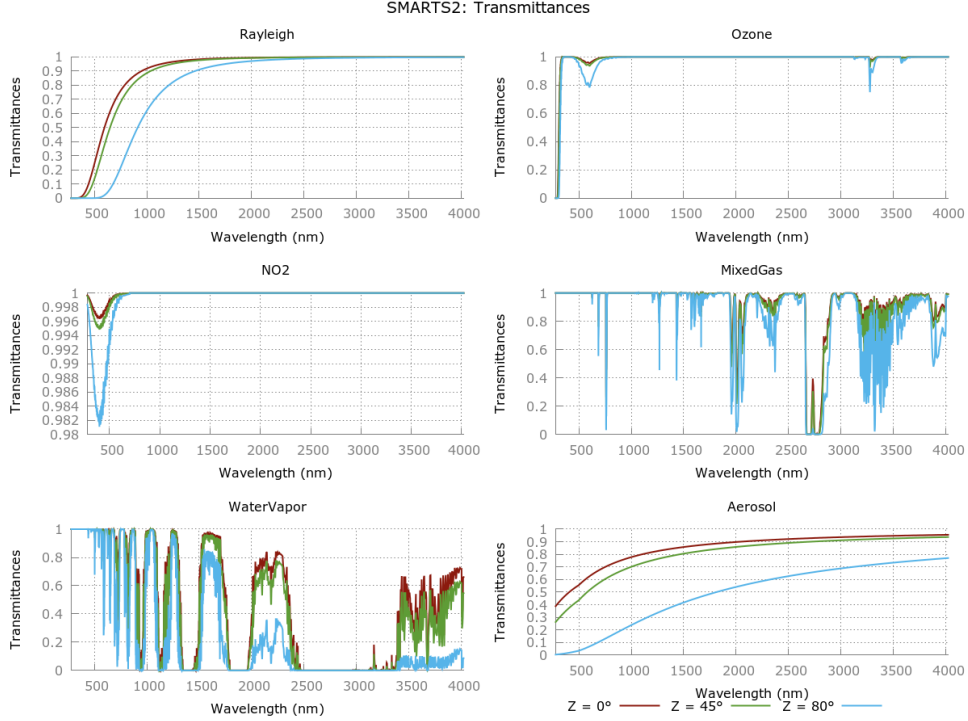 SMARTS2: Transmittances
Rayleigh
1
0.9
0.8
0.7
0.6
0.5
0.4
0.3
0.2
0.1
0
Transmittances
500 1000 1500 2000 2500 3000 3500 4000
Wavelength (nm)
Ozone
1
0.8
0.6
0.4
0.2
0
Transmittances
500 1000 1500 2000 2500 3000 3500 4000
Wavelength (nm)
NO2
1
0.998
0.996
0.994
0.992
0.99
0.988
0.986
0.984
0.982
0.98
Transmittances
500 1000 1500 2000 2500 3000 3500 4000
Wavelength (nm)
MixedGas
1
0.8
0.6
0.4
0.2
0
Transmittances
500 1000 1500 2000 2500 3000 3500 4000
Wavelength (nm)
WaterVapor
1
0.8
0.6
0.4
0.2
0
Transmittances
500 1000 1500 2000 2500 3000 3500 4000
Wavelength (nm)
Aerosol
1
0.9
0.8
0.7
0.6
0.5
0.4
0.3
0.2
0.1
0
Transmittances
500 1000 1500 2000 2500 3000 3500 4000
Wavelength (nm)
Z = 0° Z = 45° Z = 80°